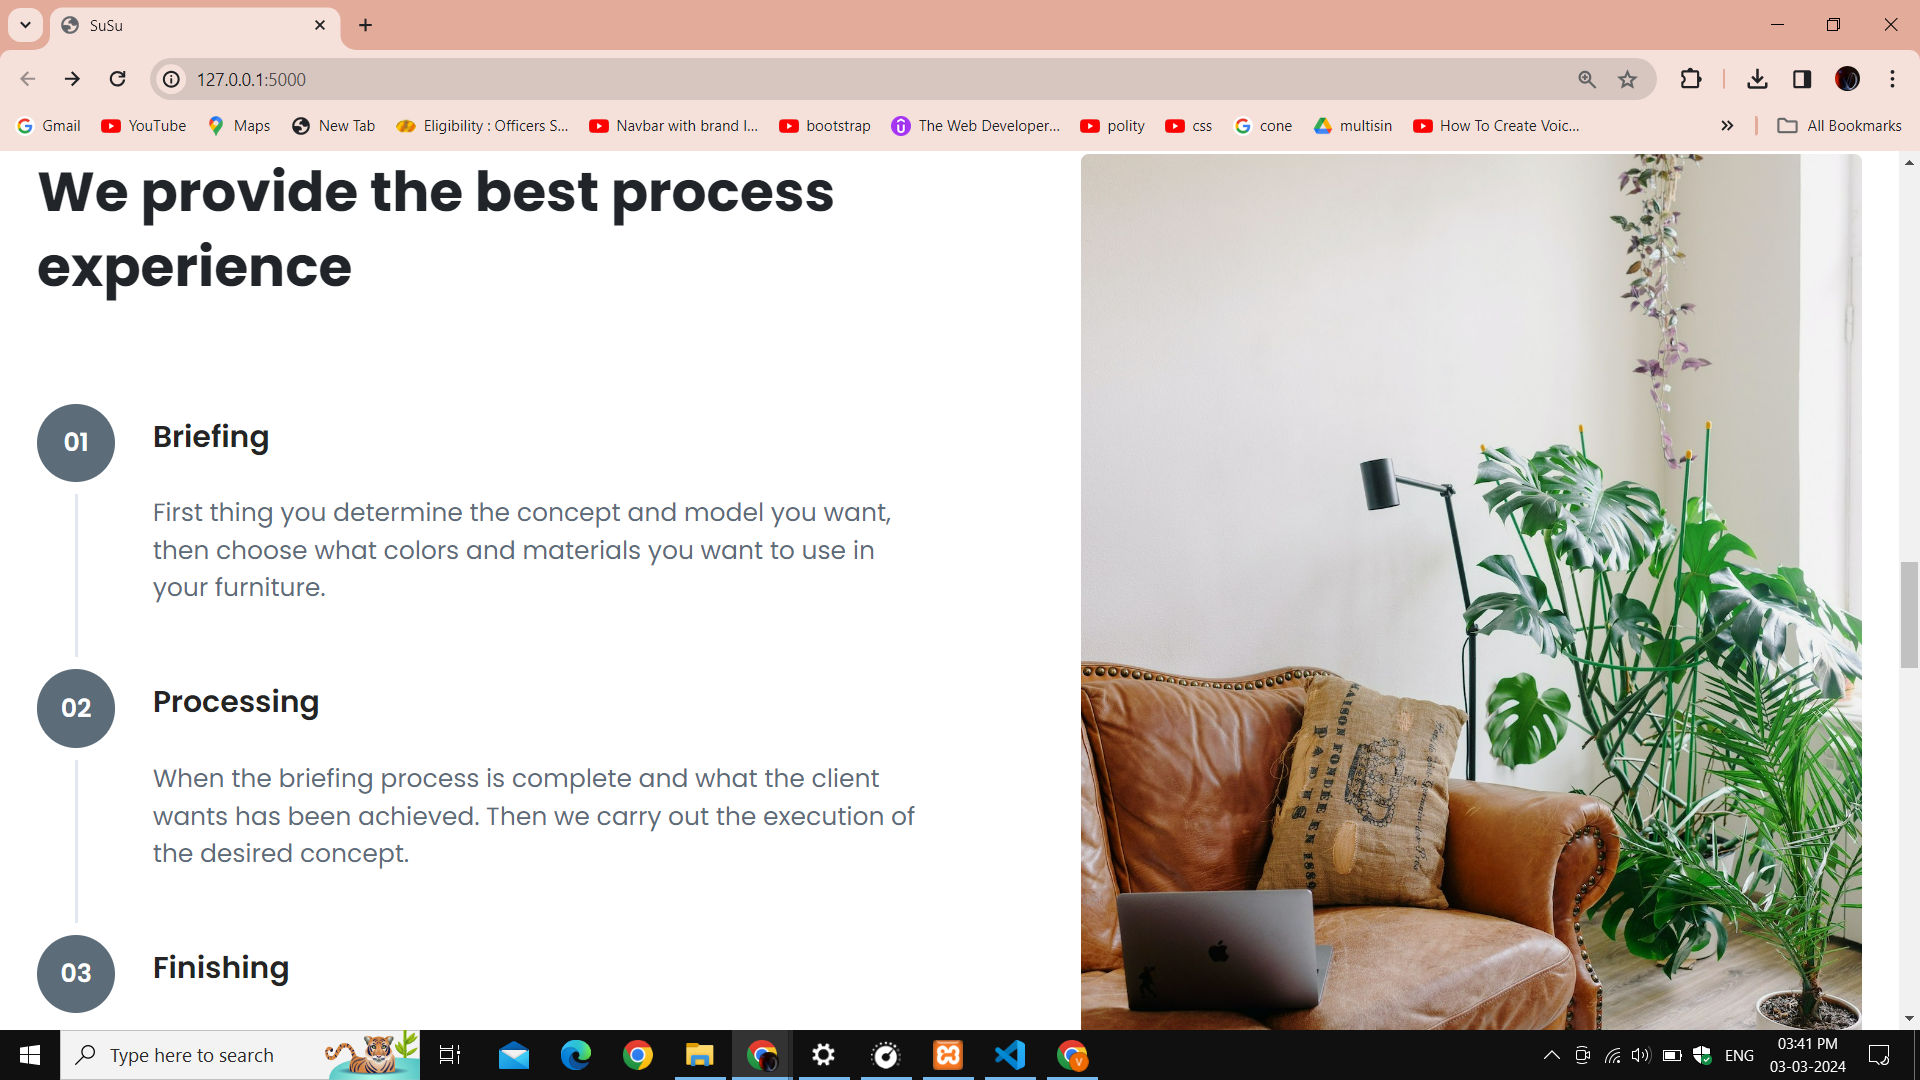 SuSu
127.0.0.1:5000
Gmail
YouTube
Maps
New Tab
Eligibility : Officers S...
Navbar with brand l...
bootstrap
The Web Developer...
polity
css
cone
multisin
How To Create Voic...
All Bookmarks
We provide the best process
experience
01
Briefing
First thing you determine the concept and model you want,
then choose what colors and materials you want to use in
your furniture.
02
Processing
When the briefing process is complete and what the client
wants has been achieved. Then we carry out the execution of
the desired concept.
03
Finishing
MAISON FONDEE EN 1889
PARIS
Type here to search
V
ENG
03:41 PM
03-03-2024